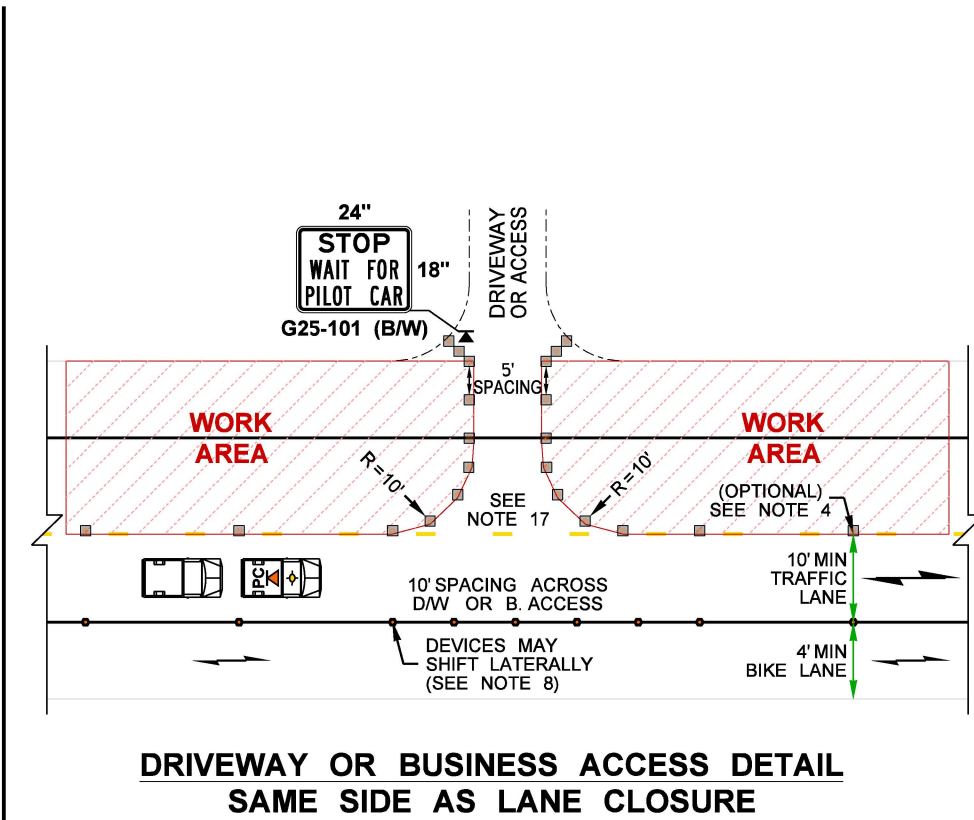 24"
STOP
WAIT FOR
PILOT CAR
18"
G25-101 (B/W)
DRIVEWAY
OR ACCESS
5'
SPACING
WORK
AREA
WORK
AREA
R=10'
R=10'
SEE
NOTE 17
(OPTIONAL)
SEE NOTE 4
PC
10' SPACING ACROSS
D/W OR B. ACCESS
10' MIN
TRAFFIC
LANE
DEVICES MAY
SHIFT LATERALLY
(SEE NOTE 8)
4' MIN
BIKE LANE
DRIVEWAY OR BUSINESS ACCESS DETAIL
SAME SIDE AS LANE CLOSURE